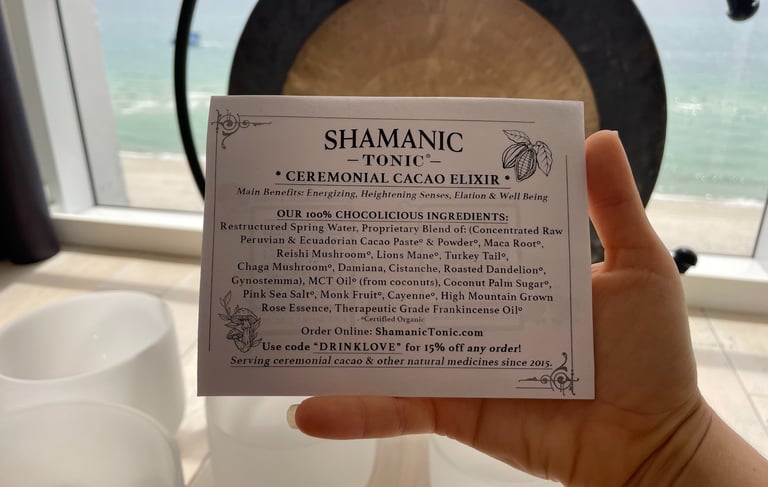 SHAMANIC
– TONIC® –
* CEREMONIAL CACAO ELIXIR *
Main Benefits: Energizing, Heightening Senses, Elation & Well Being
OUR 100% CHOCOLICIOUS INGREDIENTS:
Restructured Spring Water, Proprietary Blend of: (Concentrated Raw
Peruvian & Ecuadorian Cacao Paste° & Powder°, Maca Root°,
Reishi Mushroom°, Lions Mane°, Turkey Tail°,
Chaga Mushroom°, Damiana, Cistanche, Roasted Dandelion°,
Gynostemma), MCT Oil° (from coconuts), Coconut Palm Sugar°,
Pink Sea Salt°, Monk Fruit°, Cayenne°, High Mountain Grown
Rose Essence, Therapeutic Grade Frankincense Oil°
- °Certified Organic
Order Online: ShamanicTonic.com
Use code "DRINKLOVE" for 15% off any order!
Serving ceremonial cacao & other natural medicines since 2015.